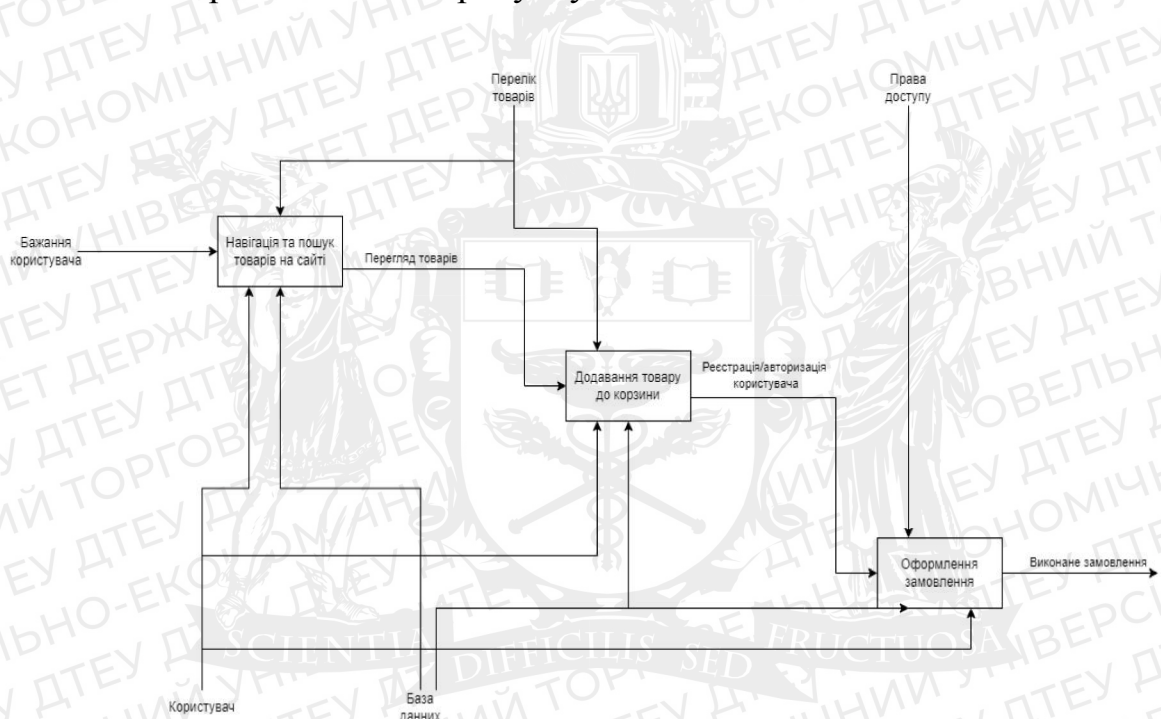 Перелік
товарів
Права
доступу
Бажання
користувача
Навігація та пошук
товарів на сайті
Перегляд товарів
Додавання товару
до корзини
Реєстрація/авторизація
користувача
Оформлення
замовлення
Виконане замовлення
SCIENTIA DIFFICILIS SED FRUCTUOSA
Користувач
База
данних